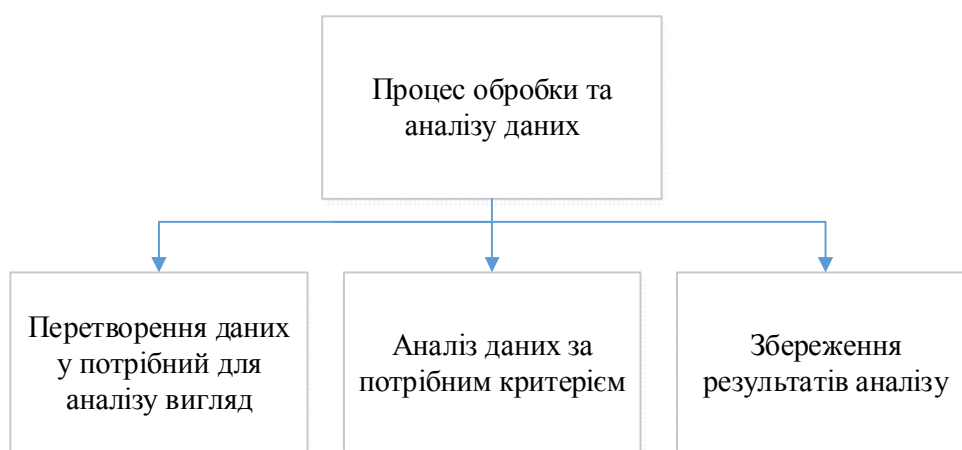 Процес обробки та
аналізу даних
Перетворення даних
у потрібний для
аналізу вигляд
Аналіз даних за
потрібним критерієм
Збереження
результатів аналізу